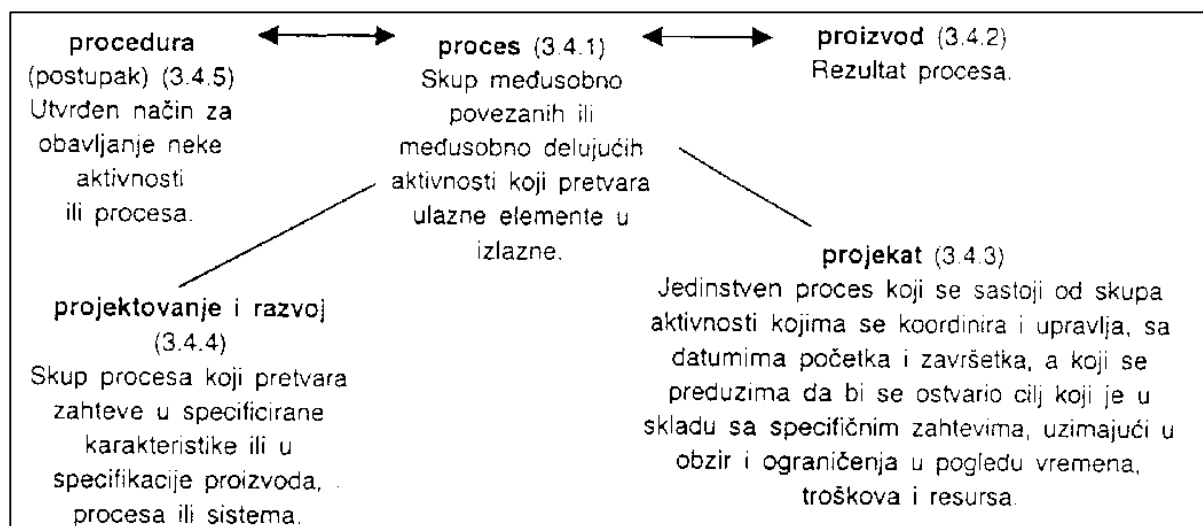 procedura
(postupak) (3.4.5)
Utvrđen način za
obavljanje neke
aktivnosti
ili procesa.
proces (3.4.1)
Skup međusobno
povezanih ili
međusobno delujućih
aktivnosti koji pretvara
ulazne elemente u
izlazne.
proizvod (3.4.2)
Rezultat procesa.
projektovanje i razvoj
(3.4.4)
Skup procesa koji pretvara
zahteve u specificirane
karakteristike ili u
specifikacije proizvoda,
procesa ili sistema.
projekat (3.4.3)
Jedinstven proces koji se sastoji od skupa
aktivnosti kojima se koordinira i upravlja, sa
datumima početka i završetka, a koji se
preduzima da bi se ostvario cilj koji je u
skladu sa specifičnim zahtevima, uzimajući u
obzir i ograničenja u pogledu vremena,
troškova i resursa.